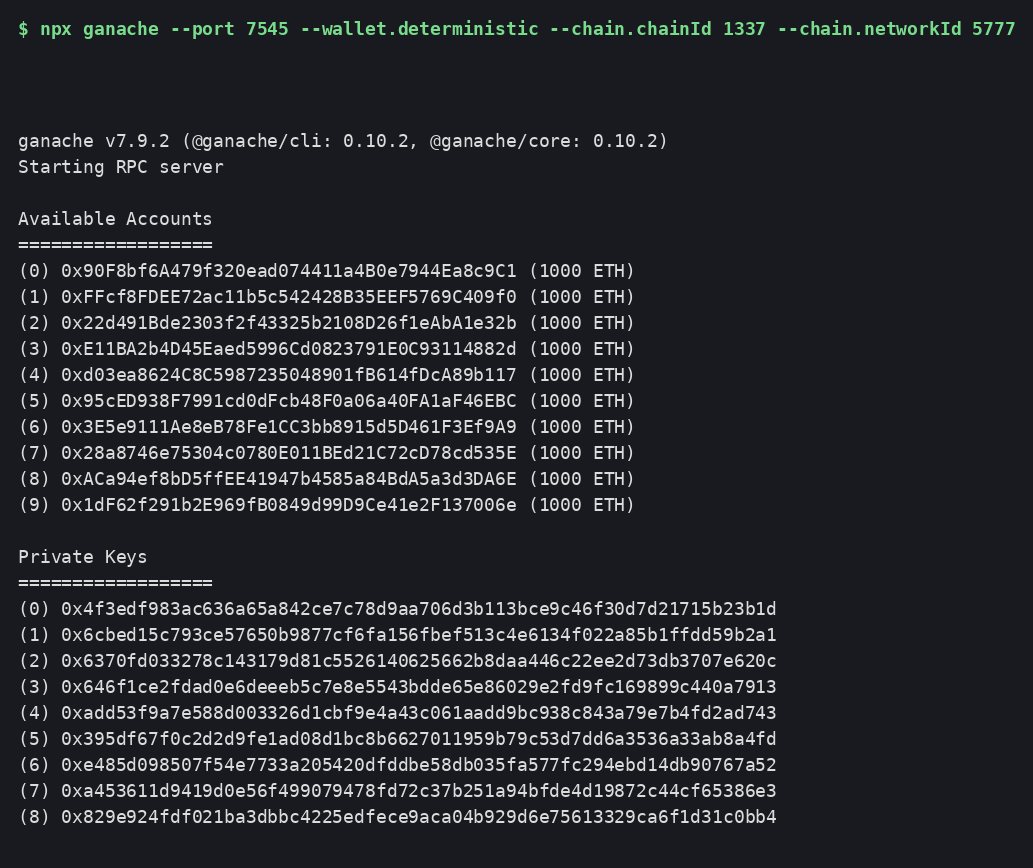 $ npx ganache --port 7545 --wallet.deterministic --chain.chainId 1337 --chain.networkId 5777
ganache v7.9.2 (@ganache/cli: 0.10.2, @ganache/core: 0.10.2)
Starting RPC server
Available Accounts
==================
(0) 0x90F8bf6A479f320ead074411a4B0e7944Ea8c9C1 (1000 ETH)
(1) 0xFFcf8FDEE72ac11b5c542428B35EEF5769C409f0 (1000 ETH)
(2) 0x22d491Bde2303f2f43325b2108D26f1eAbA1e32b (1000 ETH)
(3) 0xE11BA2b4D45Eaed5996Cd0823791E0C93114882d (1000 ETH)
(4) 0xd03ea8624C8C5987235048901fB614fDcA89b117 (1000 ETH)
(5) 0x95cED938F7991cd0dFcb48F0a06a40FA1aF46EBC (1000 ETH)
(6) 0x3E5e9111Ae8eB78Fe1CC3bb8915d5D461F3Ef9A9 (1000 ETH)
(7) 0x28a8746e75304c0780E011BEd21C72cD78cd535E (1000 ETH)
(8) 0xACa94ef8bD5ffEE41947b4585a84BdA5a3d3DA6E (1000 ETH)
(9) 0x1dF62f291b2E969fB0849d99D9Ce41e2F137006e (1000 ETH)
Private Keys
==================
(0) 0x4f3edf983ac636a65a842ce7c78d9aa706d3b113bce9c46f30d7d21715b23b1d
(1) 0x6cbed15c793ce57650b9877cf6fa156fbef513c4e6134f022a85b1ffdd59b2a1
(2) 0x6370fd033278c143179d81c5526140625662b8daa446c22ee2d73db3707e620c
(3) 0x646f1ce2fdad0e6deeeb5c7e8e5543bdde65e86029e2fd9fc169899c440a7913
(4) 0xadd53f9a7e588d003326d1cbf9e4a43c061aadd9bc938c843a79e7b4fd2ad743
(5) 0x395df67f0c2d2d9fe1ad08d1bc8b6627011959b79c53d7dd6a3536a33ab8a4fd
(6) 0xe485d098507f54e7733a205420dfddbe58db035fa577fc294ebd14db90767a52
(7) 0xa453611d9419d0e56f499079478fd72c37b251a94bfde4d19872c44cf65386e3
(8) 0x829e924fdf021ba3dbbc4225edfece9aca04b929d6e75613329ca6f1d31c0bb4